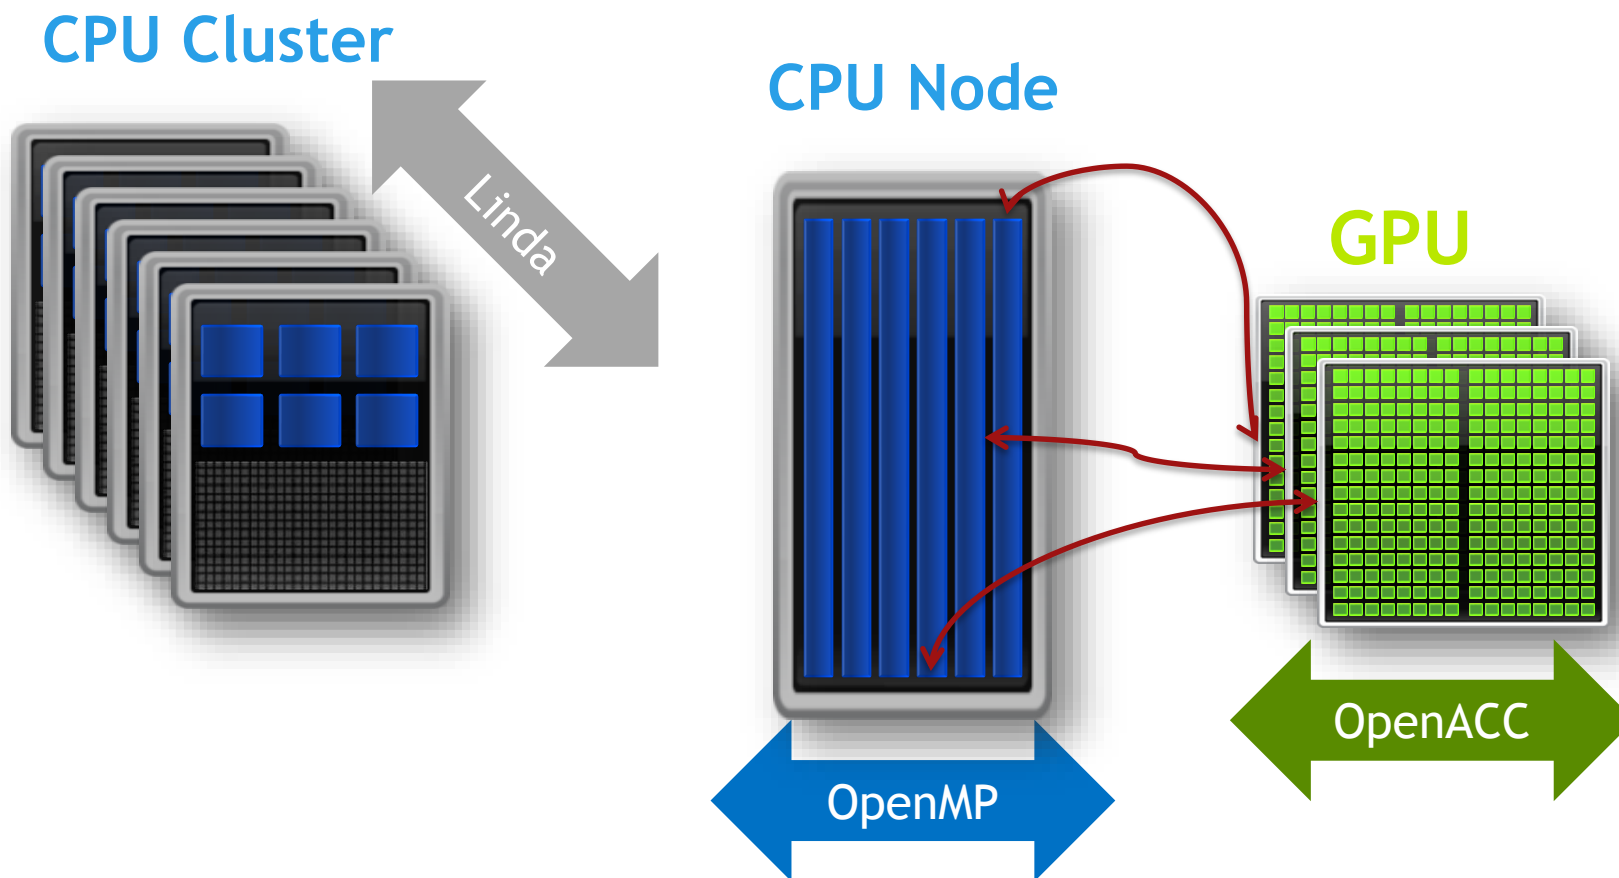 CPU Cluster
CPU Node
Linda
GPU
OpenACC
OpenMP